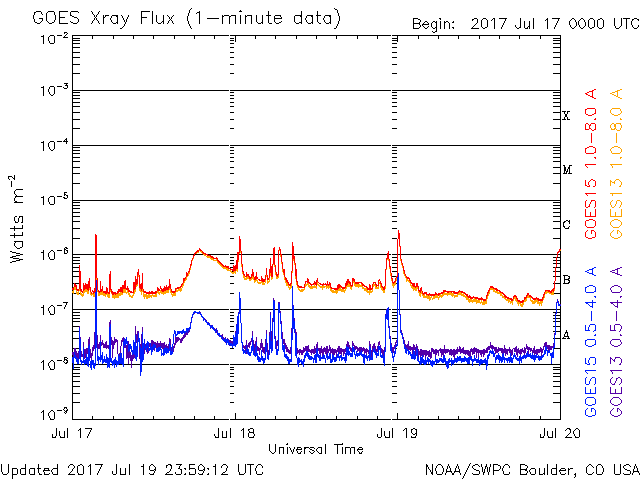 GOES Xray Flux (1-minute data)
Begin: 2017 Jul 17 0000 UTC
10-2
10-3
10-4
10-5
10-6
10-7
10-8
10-9
Watts m-2
X
M
C
B
A
GOES15 1.0-8.0 A
GOES13 1.0-8.0 A
GOES15 0.5-4.0 A
GOES13 0.5-4.0 A
Jul 17
Jul 18
Jul 19
Jul 20
Universal Time
Updated 2017 Jul 19 23:59:12 UTC
NOAA/SWPC Boulder, CO USA